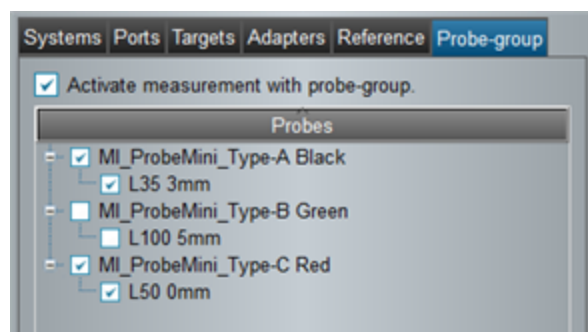 Systems Ports Targets Adapters Reference Probe-group
Activate measurement with probe-group.
Probes
MI_ProbeMini_Type-A Black
L35 3mm
MI_ProbeMini_Type-B Green
L100 5mm
MI_ProbeMini_Type-C Red
L50 0mm